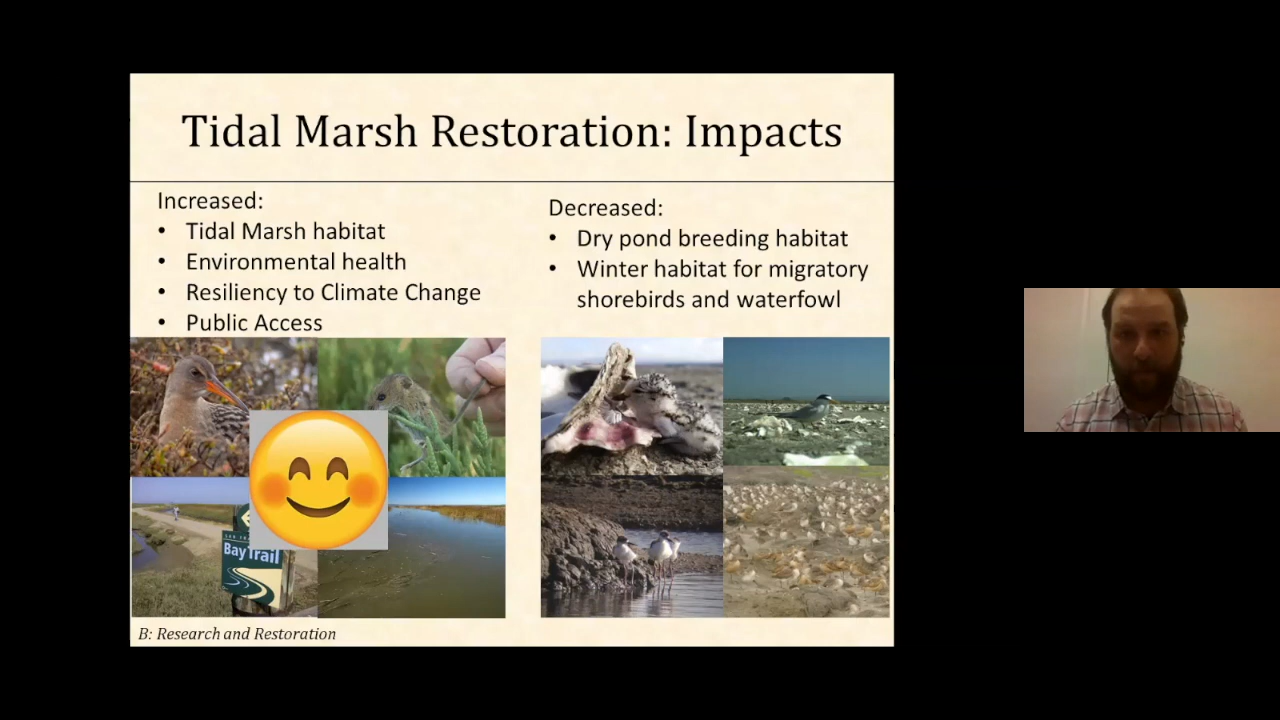 Tidal Marsh Restoration: Impacts
Increased:
• Tidal Marsh habitat
• Environmental health
• Resiliency to Climate Change
• Public Access
Decreased:
• Dry pond breeding habitat
• Winter habitat for migratory
shorebirds and waterfowl
Bay Trail
B: Research and Restoration